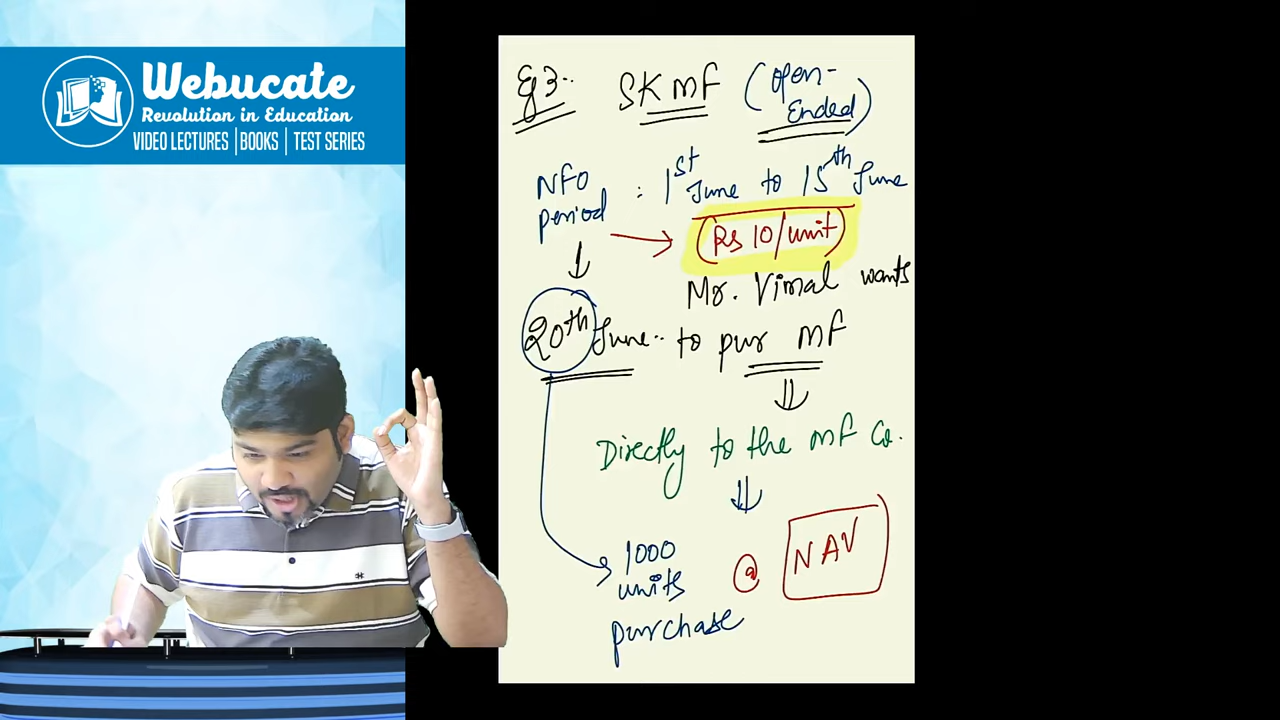 Webucate
Revolution in Education
VIDEO LECTURES | BOOKS | TEST SERIES
Eg 3..
SKMF (open-
Ended)
NFO
period : 1st June to 15th June
(Rs 10/unit)
Mr. Vimal wants
20th June.. to pur MF
Directly to the MF Co.
1000
units @ NAV
purchase